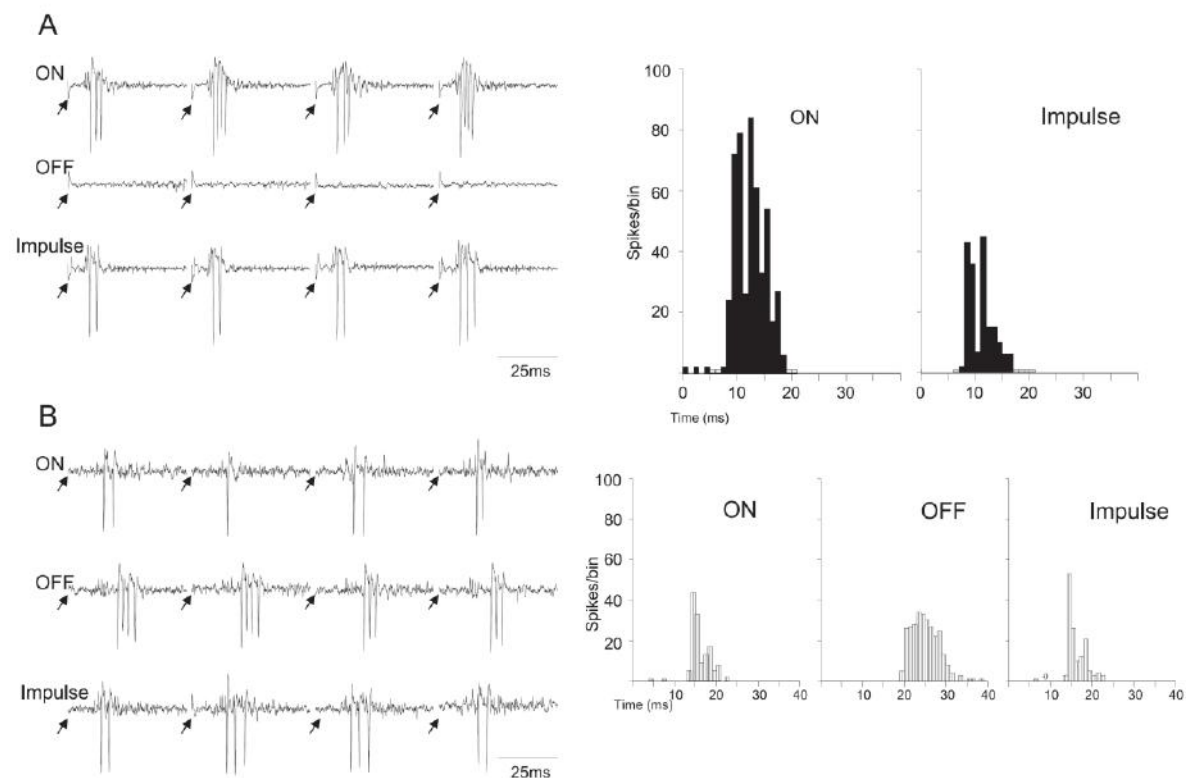 A
ON
OFF
Impulse
25ms
100
80
60
40
20
Spikes/bin
ON
Impulse
0 10 20 30 0 10 20 30
Time (ms)
B
ON
OFF
Impulse
25ms
100
80
60
40
20
Spikes/bin
ON OFF Impulse
10 20 30 40 10 20 30 40 10 20 30 40
Time (ms)